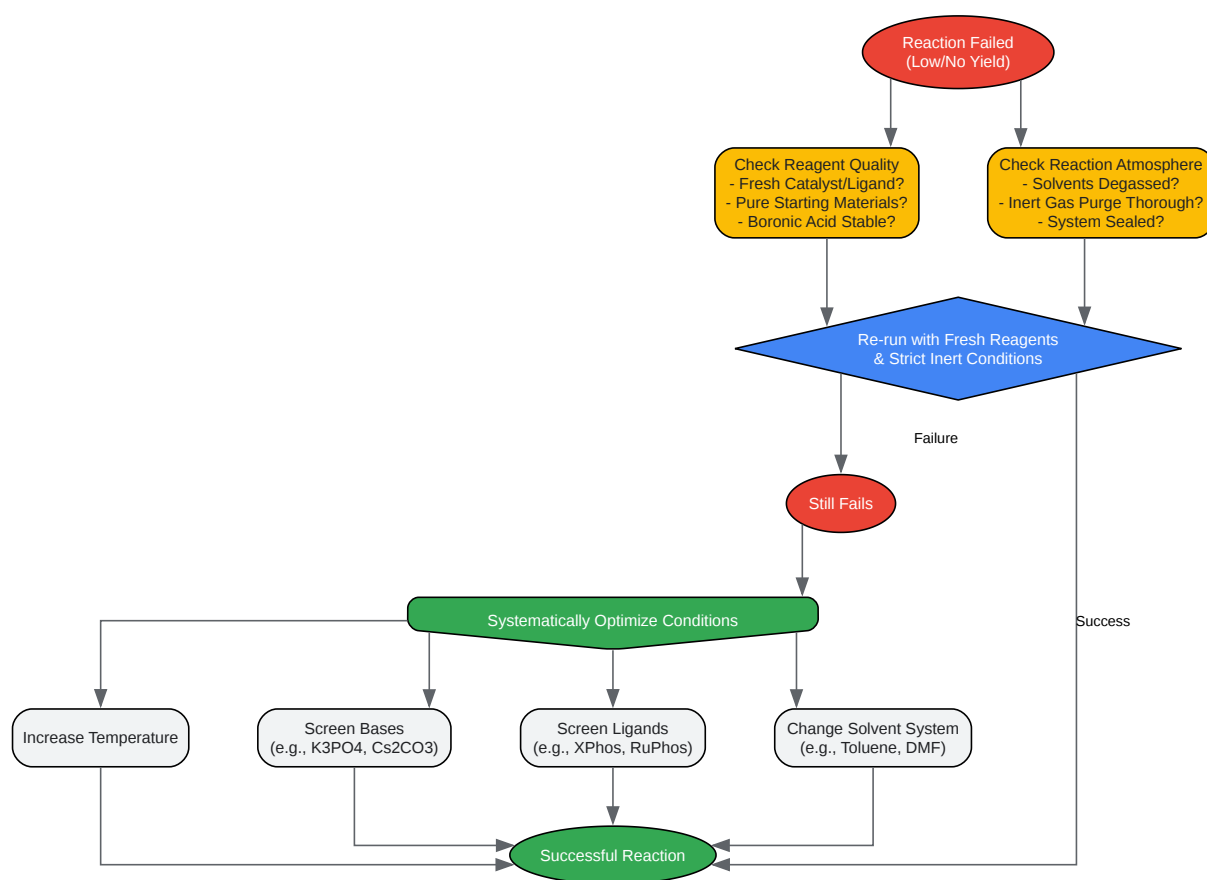 Reaction Failed
(Low/No Yield)
Check Reagent Quality
- Fresh Catalyst/Ligand?
- Pure Starting Materials?
- Boronic Acid Stable?
Check Reaction Atmosphere
- Solvents Degassed?
- Inert Gas Purge Thorough?
- System Sealed?
Re-run with Fresh Reagents
& Strict Inert Conditions
Failure
Still Fails
Success
Systematically Optimize Conditions
Increase Temperature
Screen Bases
(e.g., K3PO4, Cs2CO3)
Screen Ligands
(e.g., XPhos, RuPhos)
Change Solvent System
(e.g., Toluene, DMF)
Successful Reaction